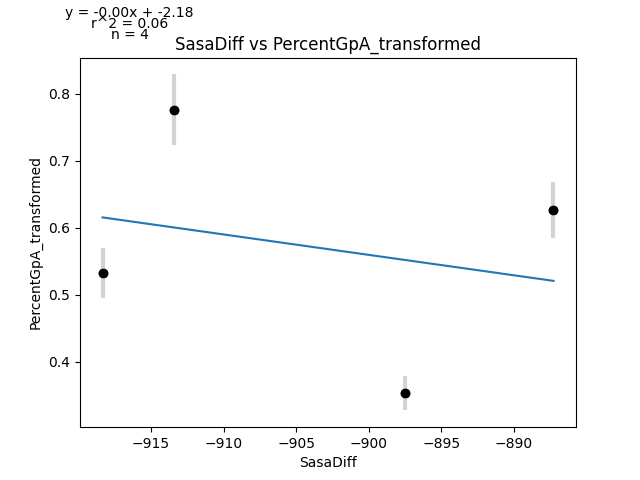 y = -0.00x + -2.18
r^2 = 0.06
n = 4
SasaDiff vs PercentGpA_transformed
0.8
0.7
0.6
0.5
0.4
PercentGpA_transformed
−915
−910
−905
−900
−895
−890
SasaDiff